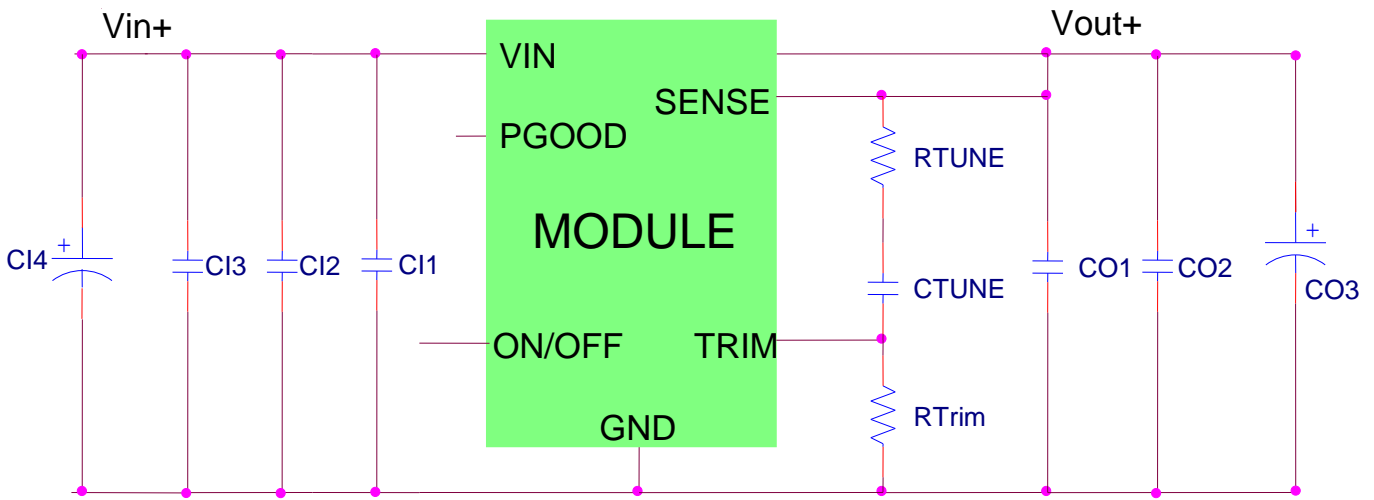 Vin+
Vout+
VIN
SENSE
PGOOD
RTUNE
MODULE
+
CI4
CI3
CI2
CI1
CTUNE
CO1
CO2
+
CO3
ON/OFF
TRIM
RTrim
GND